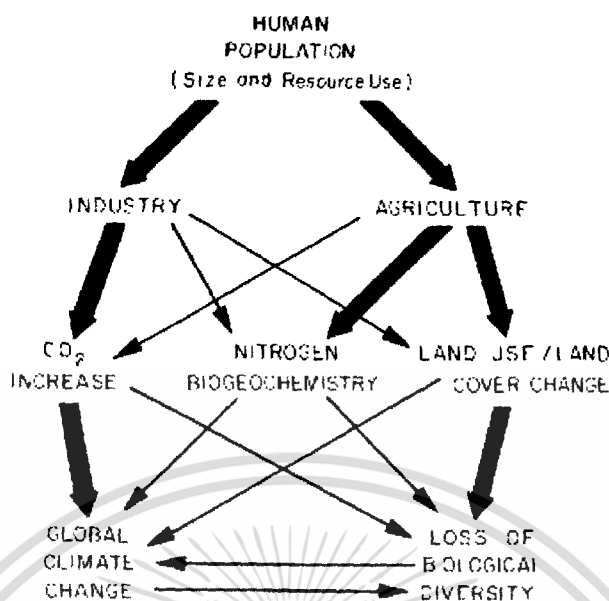 HUMAN
POPULATION
(Size and Resource Use)
INDUSTRY
AGRICULTURE
CO₂
INCREASE
NITROGEN
BIOGEOCHEMISTRY
LAND USE/LAND
COVER CHANGE
GLOBAL
CLIMATE
CHANGE
LOSS OF
BIOLOGICAL
DIVERSITY